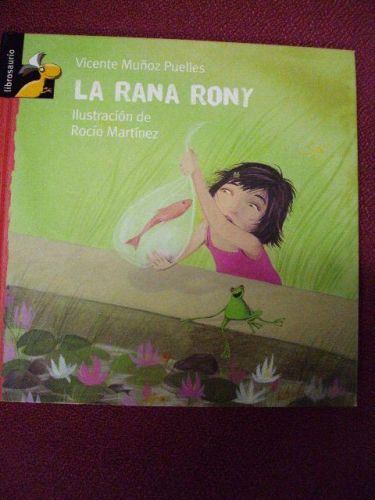 librosaurio
Vicente Muñoz Puelles
LA RANA RONY
Ilustración de
Rocío Martínez